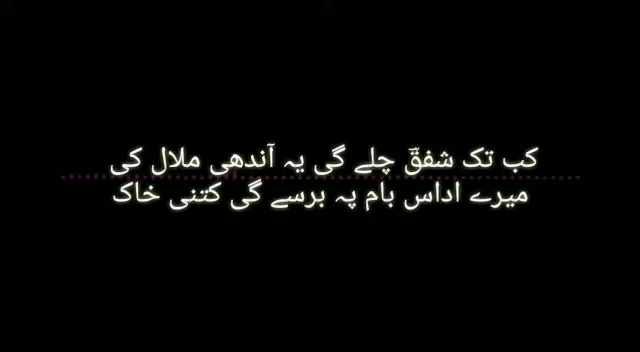 کب تک شفقؔ چلے گی یہ آندھی ملال کی
میرے اداس بام پہ برسے گی کتنی خاک